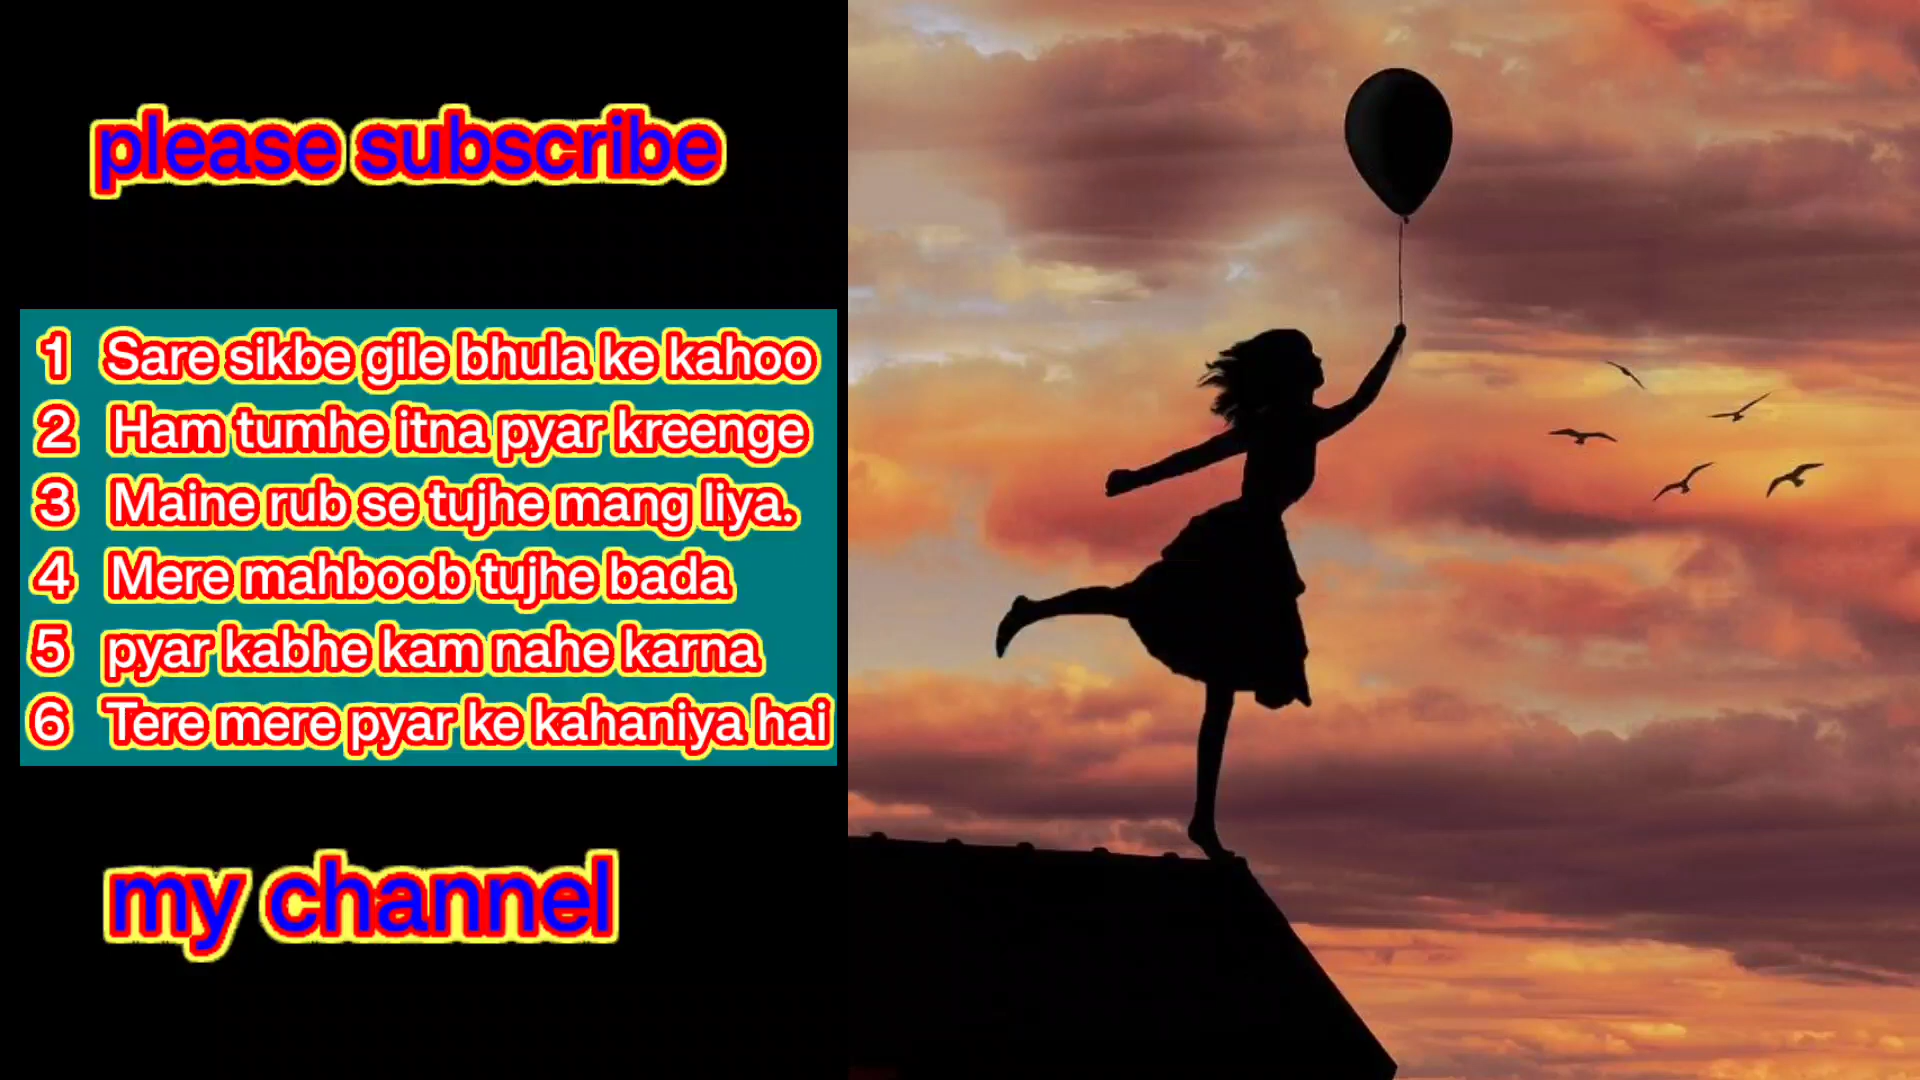 please subscribe
1 Sare sikbe gile bhula ke kahoo
2 Ham tumhe itna pyar kreenge
3 Maine rub se tujhe mang liya.
4 Mere mahboob tujhe bada
5 pyar kabhe kam nahe karna
6 Tere mere pyar ke kahaniya hai
my channel